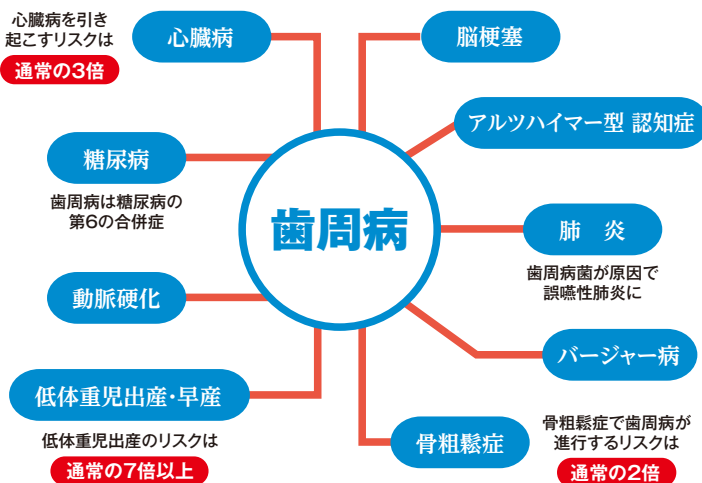 心臓病を引き
起こすリスクは
通常の3倍
心臓病
脳梗塞
アルツハイマー型 認知症
糖尿病
歯周病は糖尿病の
第6の合併症
歯周病
肺　炎
歯周病菌が原因で
誤嚥性肺炎に
動脈硬化
バージャー病
低体重児出産・早産
低体重児出産のリスクは
通常の7倍以上
骨粗鬆症
骨粗鬆症で歯周病が
進行するリスクは
通常の2倍